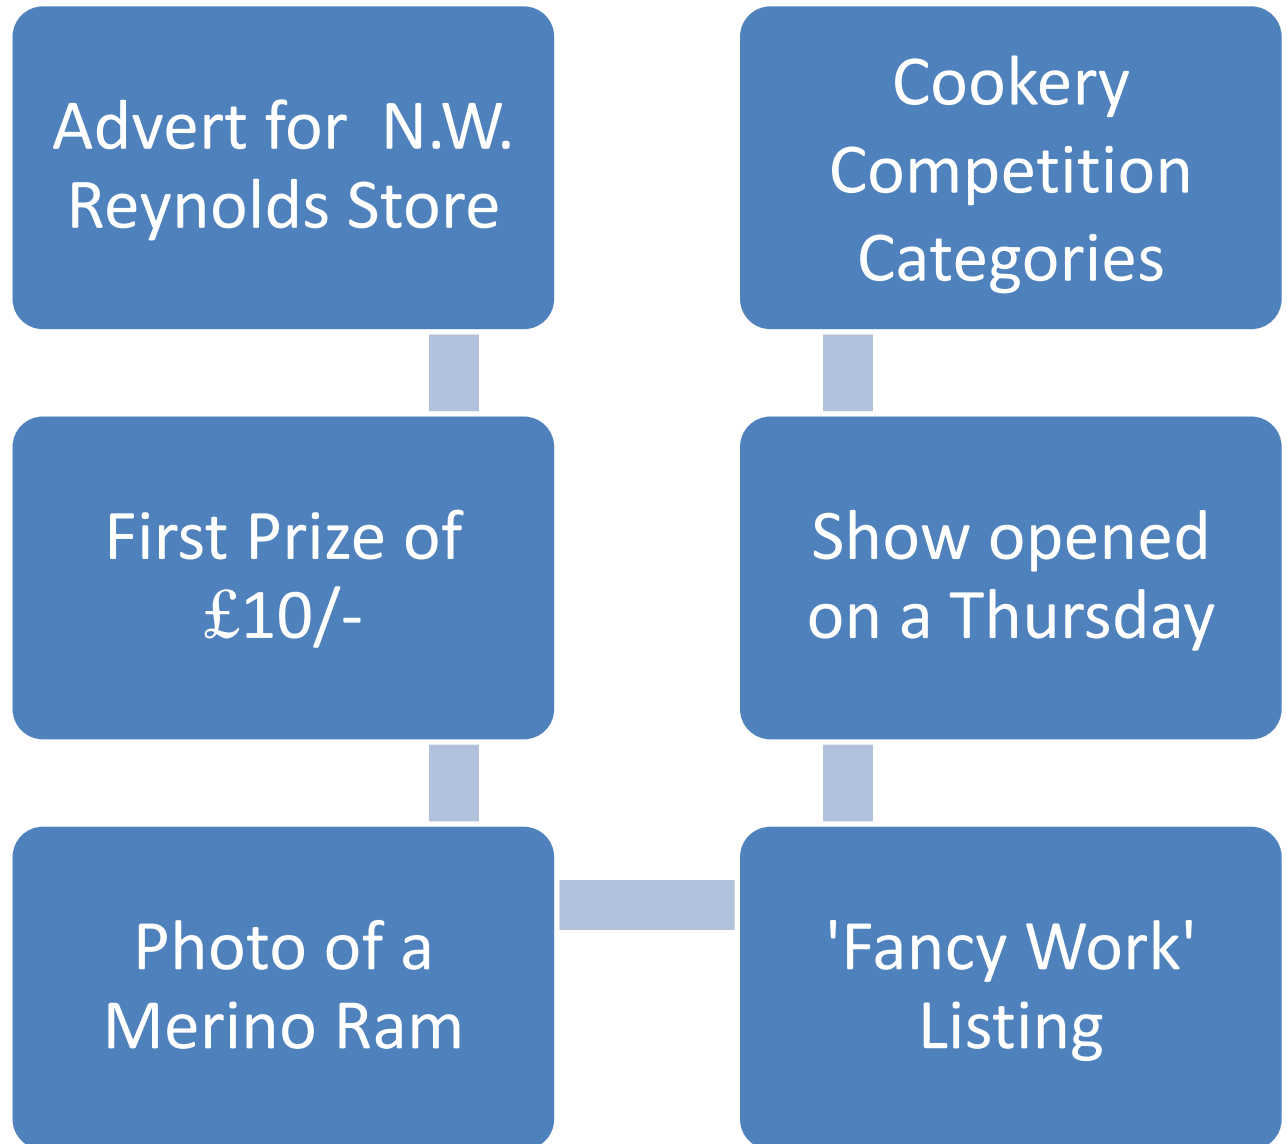 Advert for  N.W.
Reynolds Store
First Prize of
£10/-
Photo of a
Merino Ram
'Fancy Work'
Listing
Show opened
on a Thursday
Cookery
Competition
Categories